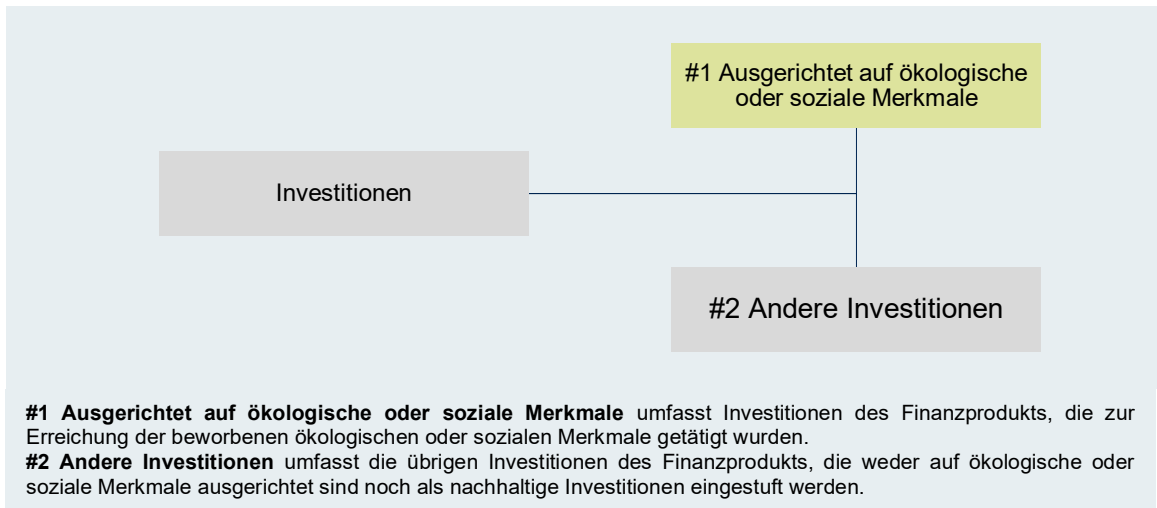 #1 Ausgerichtet auf ökologische
oder soziale Merkmale
Investitionen
#2 Andere Investitionen
#1 Ausgerichtet auf ökologische oder soziale Merkmale umfasst Investitionen des Finanzprodukts, die zur
Erreichung der beworbenen ökologischen oder sozialen Merkmale getätigt wurden.
#2 Andere Investitionen umfasst die übrigen Investitionen des Finanzprodukts, die weder auf ökologische oder
soziale Merkmale ausgerichtet sind noch als nachhaltige Investitionen eingestuft werden.